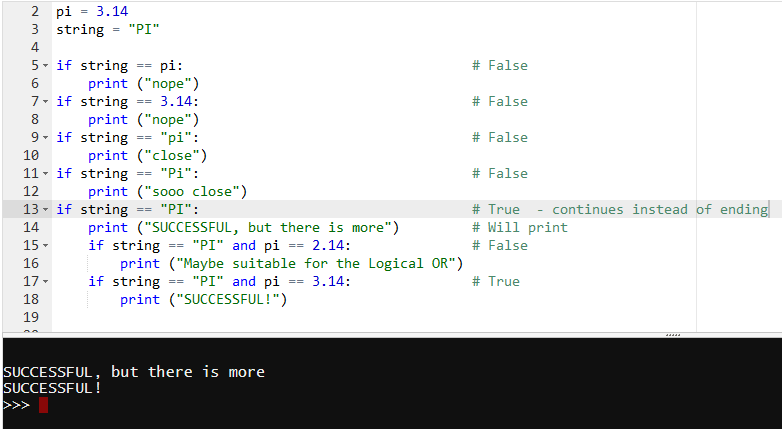 2 pi = 3.14
3 string = "PI"
4
5 if string == pi: # False
6 print ("nope")
7 if string == 3.14: # False
8 print ("nope")
9 if string == "pi": # False
10 print ("close")
11 if string == "Pi": # False
12 print ("sooo close")
13 if string == "PI": # True - continues instead of ending
14 print ("SUCCESSFUL, but there is more") # Will print
15 if string == "PI" and pi == 2.14: # False
16 print ("Maybe suitable for the Logical OR")
17 if string == "PI" and pi == 3.14: # True
18 print ("SUCCESSFUL!")
19
SUCCESSFUL, but there is more
SUCCESSFUL!
>>>